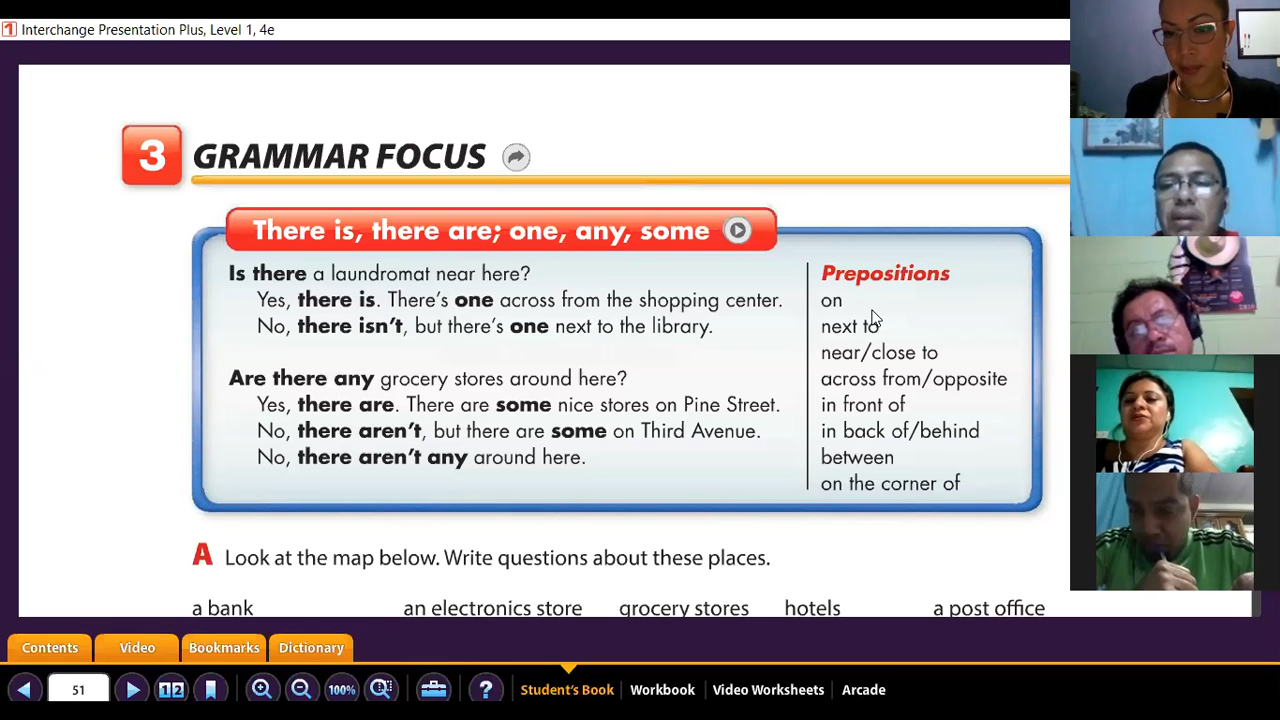 Interchange Presentation Plus, Level 1, 4e
3 GRAMMAR FOCUS
There is, there are; one, any, some
Is there a laundromat near here?
Yes, there is. There's one across from the shopping center.
No, there isn't, but there's one next to the library.
Are there any grocery stores around here?
Yes, there are. There are some nice stores on Pine Street.
No, there aren't, but there are some on Third Avenue.
No, there aren't any around here.
Prepositions
on
next to
near/close to
across from/opposite
in front of
in back of/behind
between
on the corner of
A Look at the map below. Write questions about these places.
a bank an electronics store grocery stores hotels a post office
Contents Video Bookmarks Dictionary
51 1 2 100% ? Student's Book Workbook Video Worksheets Arcade